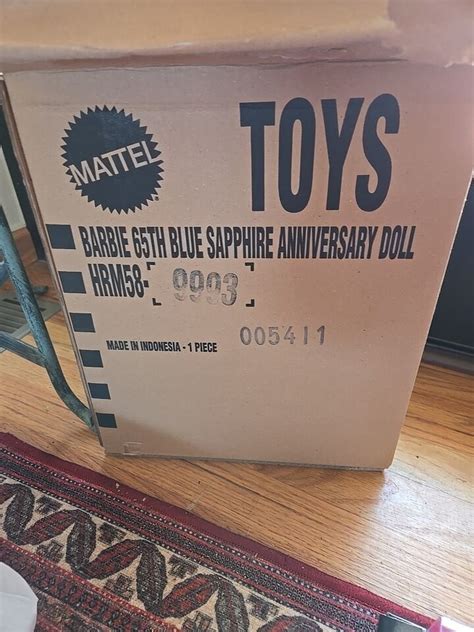 MATTEL
TOYS
BARBIE 65TH BLUE SAPPHIRE ANNIVERSARY DOLL
HRM58-[9993]
MADE IN INDONESIA - 1 PIECE
005411